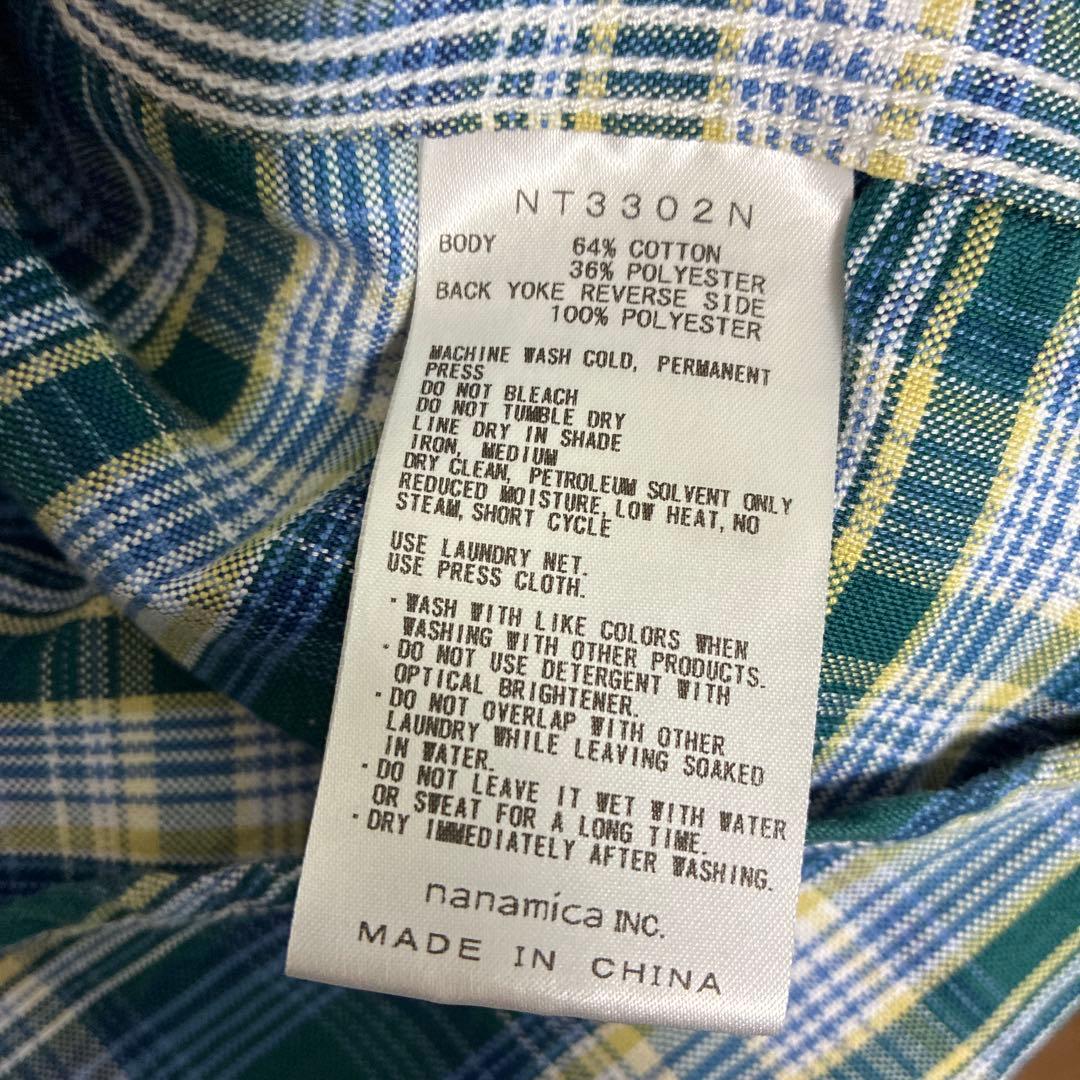 NT3302N
BODY 64% COTTON
36% POLYESTER
BACK YOKE REVERSE SIDE
100% POLYESTER
MACHINE WASH COLD, PERMANENT
PRESS
DO NOT BLEACH
DO NOT TUMBLE DRY
LINE DRY IN SHADE
IRON, MEDIUM
DRY CLEAN, PETROLEUM SOLVENT ONLY
REDUCED MOISTURE, LOW HEAT, NO
STEAM, SHORT CYCLE
USE LAUNDRY NET.
USE PRESS CLOTH.
・WASH WITH LIKE COLORS WHEN
WASHING WITH OTHER PRODUCTS.
・DO NOT USE DETERGENT WITH
OPTICAL BRIGHTENER.
・DO NOT OVERLAP WITH OTHER
LAUNDRY WHILE LEAVING SOAKED
IN WATER.
・DO NOT LEAVE IT WET WITH WATER
OR SWEAT FOR A LONG TIME.
・DRY IMMEDIATELY AFTER WASHING.
nanamica INC.
MADE IN CHINA